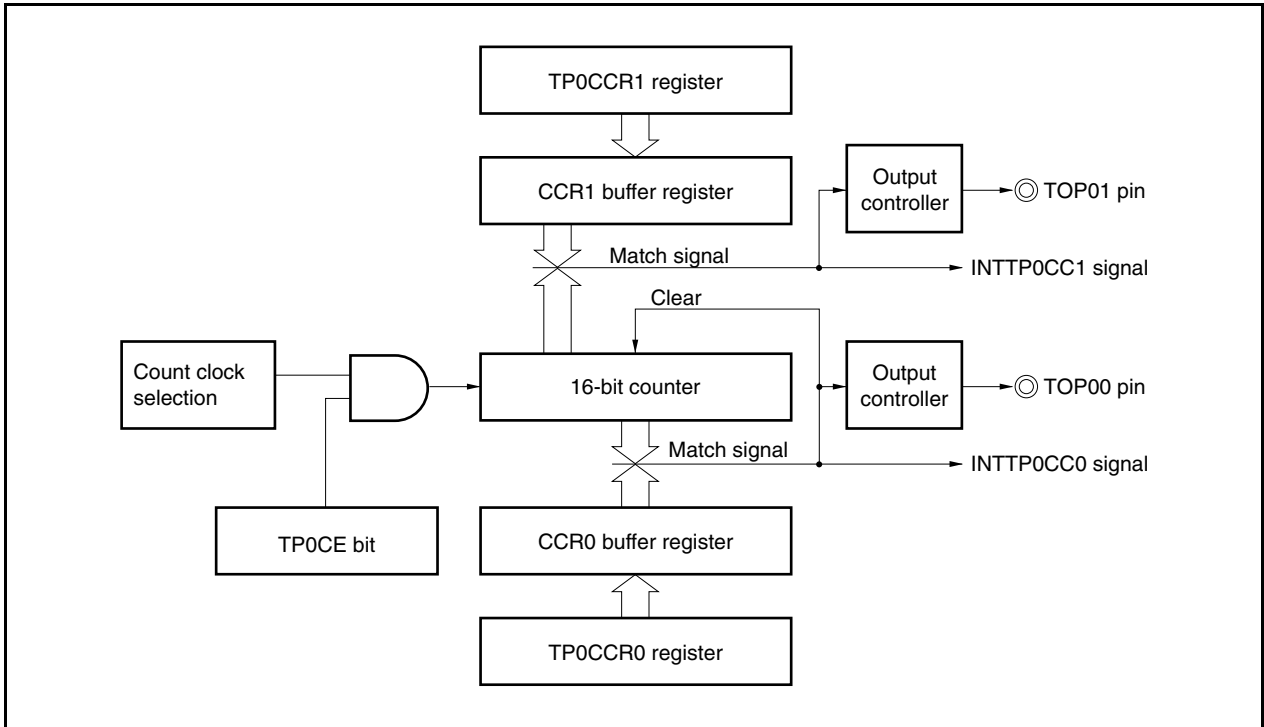 TP0CCR1 register
CCR1 buffer register
Output
controller
TOP01 pin
Match signal
INTTP0CC1 signal
Clear
Count clock
selection
16-bit counter
Output
controller
TOP00 pin
Match signal
INTTP0CC0 signal
TP0CE bit
CCR0 buffer register
TP0CCR0 register